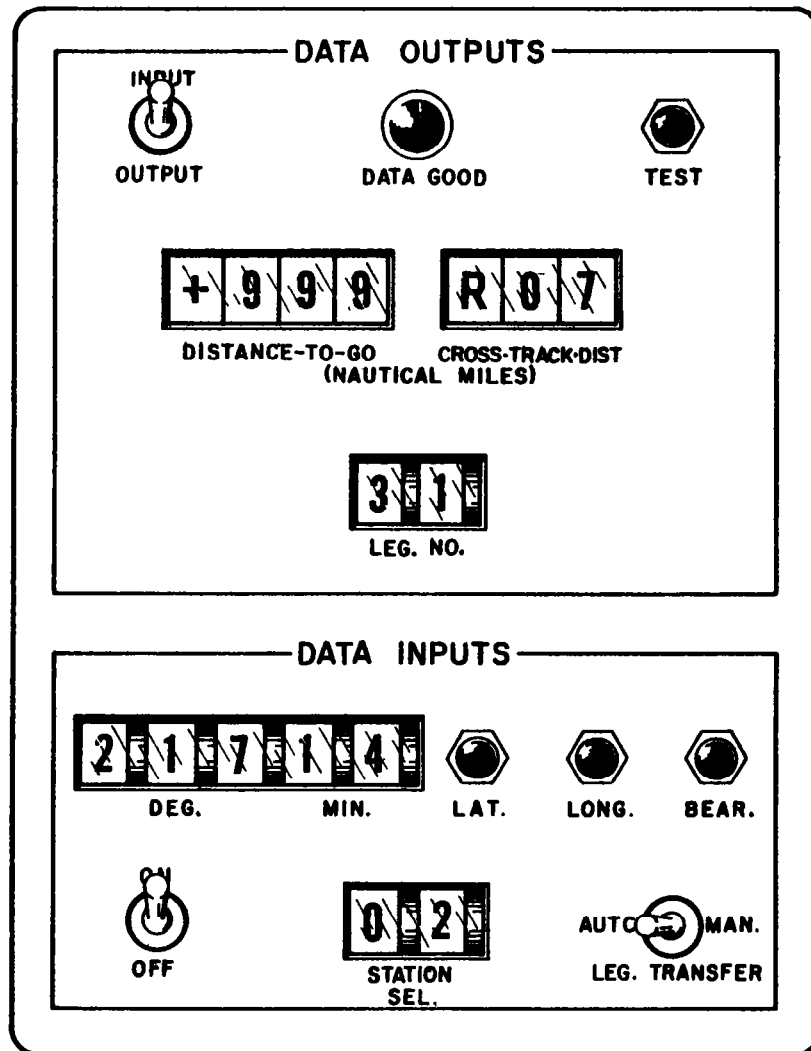 DATA OUTPUTS
INPUT
OUTPUT
DATA GOOD
TEST
+999
R07
DISTANCE-TO-GO
CROSS-TRACK-DIST
(NAUTICAL MILES)
31
LEG. NO.
DATA INPUTS
21714
DEG.
MIN.
LAT.
LONG.
BEAR.
ON
OFF
02
STATION
SEL.
AUTO
MAN.
LEG. TRANSFER